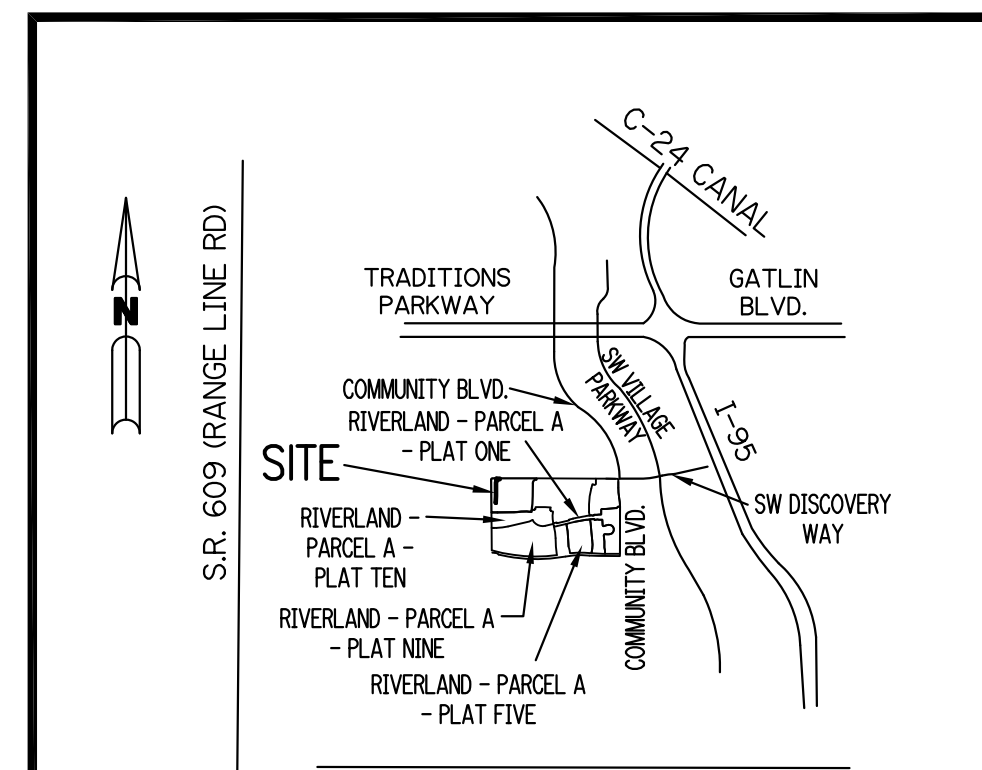 C-24 CANAL
N
S.R. 609 (RANGE LINE RD)
TRADITIONS
PARKWAY
GATLIN
BLVD.
SW VILLAGE
PARKWAY
COMMUNITY BLVD.
RIVERLAND - PARCEL A
- PLAT ONE
I-95
SITE
SW DISCOVERY
WAY
RIVERLAND -
PARCEL A -
PLAT TEN
COMMUNITY BLVD.
RIVERLAND - PARCEL A
- PLAT NINE
RIVERLAND - PARCEL A
- PLAT FIVE